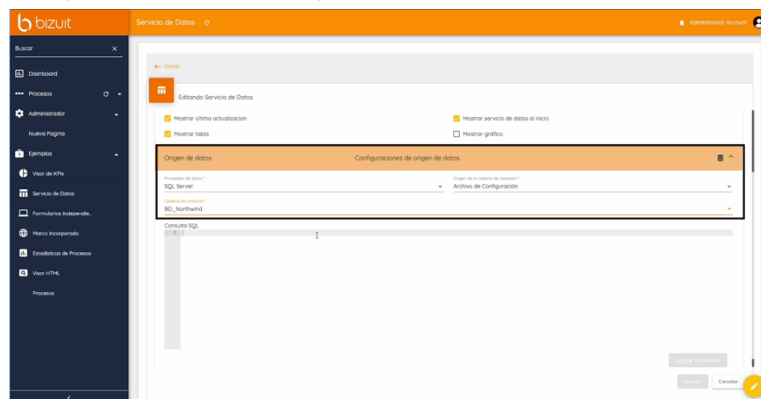 bizuit
Servicio de Datos
Administrator Account
Buscar
X
Dashboard
Procesos
Administrador
Nueva Pagina
Ejemplos
Visor de KPIs
Servicio de Datos
Formularios Independie..
Marco Incorporado
Estadísticas de Procesos
Visor HTML
Procesos
Volver
Editando Servicio de Datos
Mostrar última actualizacion
Mostrar servicio de datos al inicio
Mostrar tabla
Mostrar gráfico
Origen de datos
Configuraciones de origen de datos.
Proveedor de datos *
SQL Server
Origen de la cadena de conexión *
Archivo de Configuración
Cadena de conexión *
BD_Northwind
Consulta SQL
1
Cargar Estructura
Guardar
Cancelar